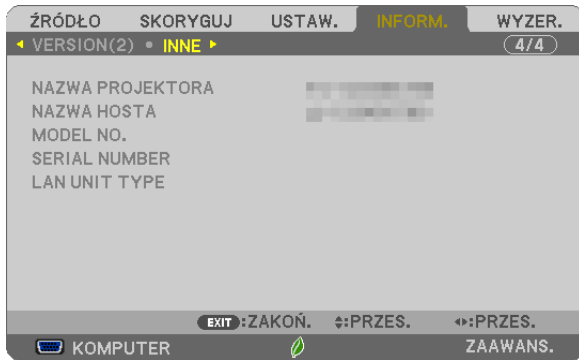 ŹRÓDŁO SKORYGUJ USTAW. INFORM. WYZER.
VERSION(2) • INNE 4/4
NAZWA PROJEKTORA
NAZWA HOSTA
MODEL NO.
SERIAL NUMBER
LAN UNIT TYPE
EXIT :ZAKOŃ. :PRZES. :PRZES.
KOMPUTER ZAAWANS.